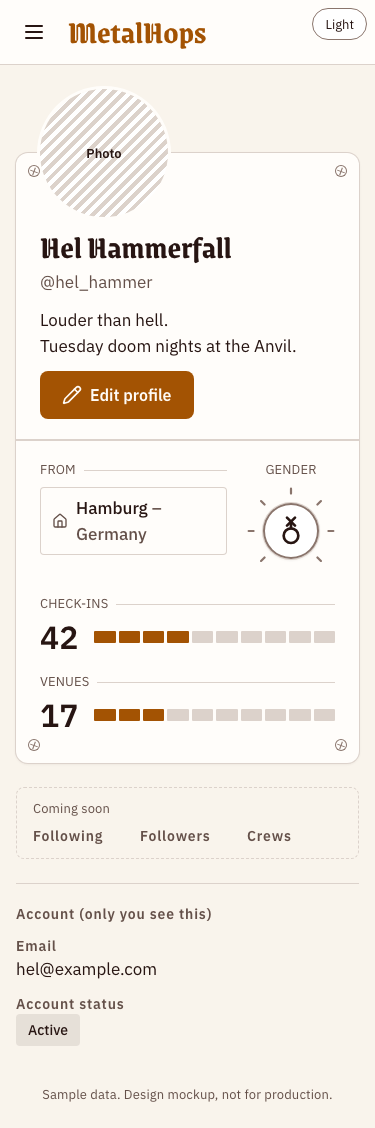 MetalHops
Light
Photo
Hel Hammerfall
@hel_hammer
Louder than hell.
Tuesday doom nights at the Anvil.
Edit profile
FROM
GENDER
Hamburg –
Germany
CHECK-INS
42
VENUES
17
Coming soon
Following Followers Crews
Account (only you see this)
Email
hel@example.com
Account status
Active
Sample data. Design mockup, not for production.